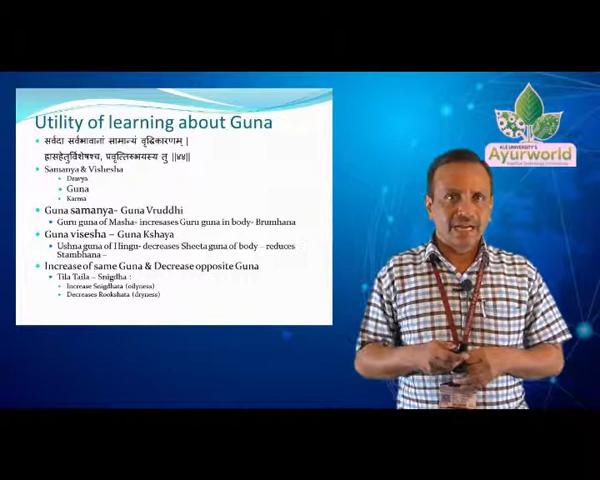 Utility of learning about Guna
सर्वदा सर्वभावानां सामान्यं वृद्धिकारणम् |
ह्रासहेतुर्विशेषश्च, प्रवृत्तिरुभयस्य तु ||४४||
Samanya & Vishesha
Dravya
Guna
Karma
Guna samanya- Guna Vruddhi
Guru guna of Masha- incresases Guru guna in body- Brumhana
Guna visesha – Guna Kshaya
Ushna guna of Hingu- decreases Sheeta guna of body – reduces
Stambhana –
Increase of same Guna & Decrease opposite Guna
Tila Taila – Snigdha :
Increase Snigdhata (oilyness)
Decreases Rookshata (dryness)
KLE UNIVERSITY'S
Ayurworld